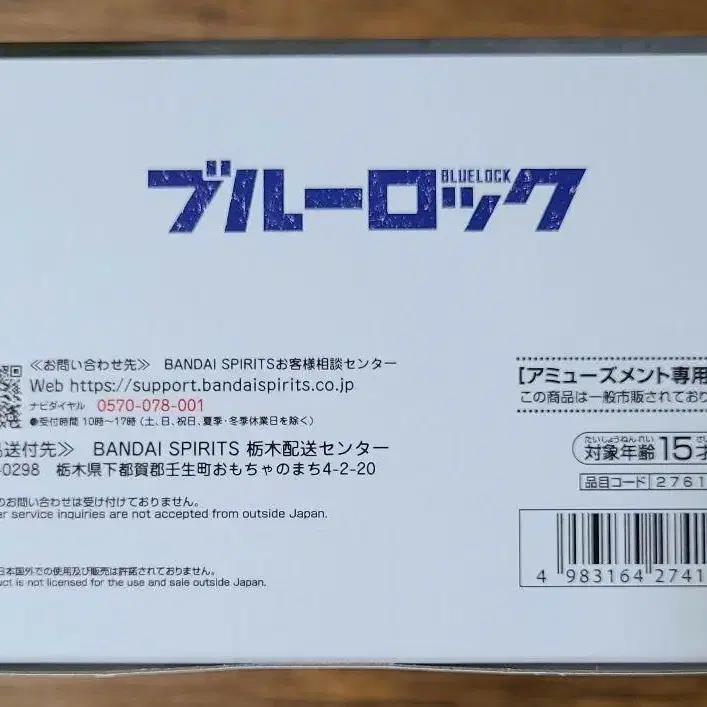 BLUELOCK
ブルーロック
≪お問い合わせ先≫ BANDAI SPIRITSお客様相談センター
Web https://support.bandaispirits.co.jp
ナビダイヤル 0570-078-001
●受付時間 10時~17時(土、日、祝日、夏季・冬季休業日を除く)
送付先≫ BANDAI SPIRITS 栃木配送センター
-0298 栃木県下都賀郡壬生町おもちゃのまち4-2-20
のお問い合わせは受け付けておりません。
er service inquiries are not accepted from outside Japan.
日本国外での使用及び販売は許諾されておりません。
uct is not licensed for the use and sale outside Japan.
[アミューズメント専用
この商品は一般市販されており
たいしょうねんれい
対象年齢 15才
品目コード 2761
4 983164 2741